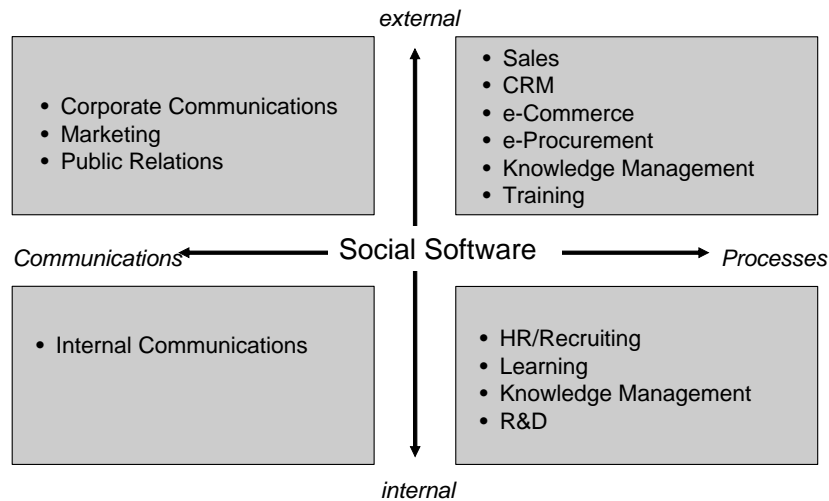 external
• Corporate Communications
• Marketing
• Public Relations
• Sales
• CRM
• e-Commerce
• e-Procurement
• Knowledge Management
• Training
Communications
Social Software
Processes
• Internal Communications
• HR/Recruiting
• Learning
• Knowledge Management
• R&D
internal